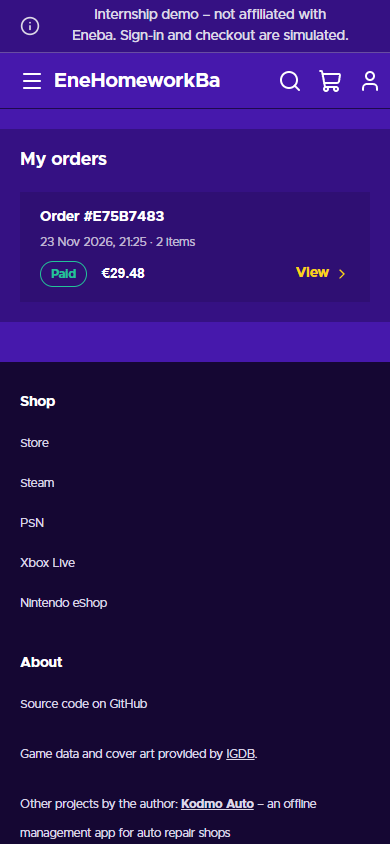 Internship demo – not affiliated with
Eneba. Sign-in and checkout are simulated.
EneHomeworkBa
My orders
Order #E75B7483
23 Nov 2026, 21:25 · 2 items
Paid €29.48 View
Shop
Store
Steam
PSN
Xbox Live
Nintendo eShop
About
Source code on GitHub
Game data and cover art provided by IGDB.
Other projects by the author: Kodmo Auto – an offline
management app for auto repair shops